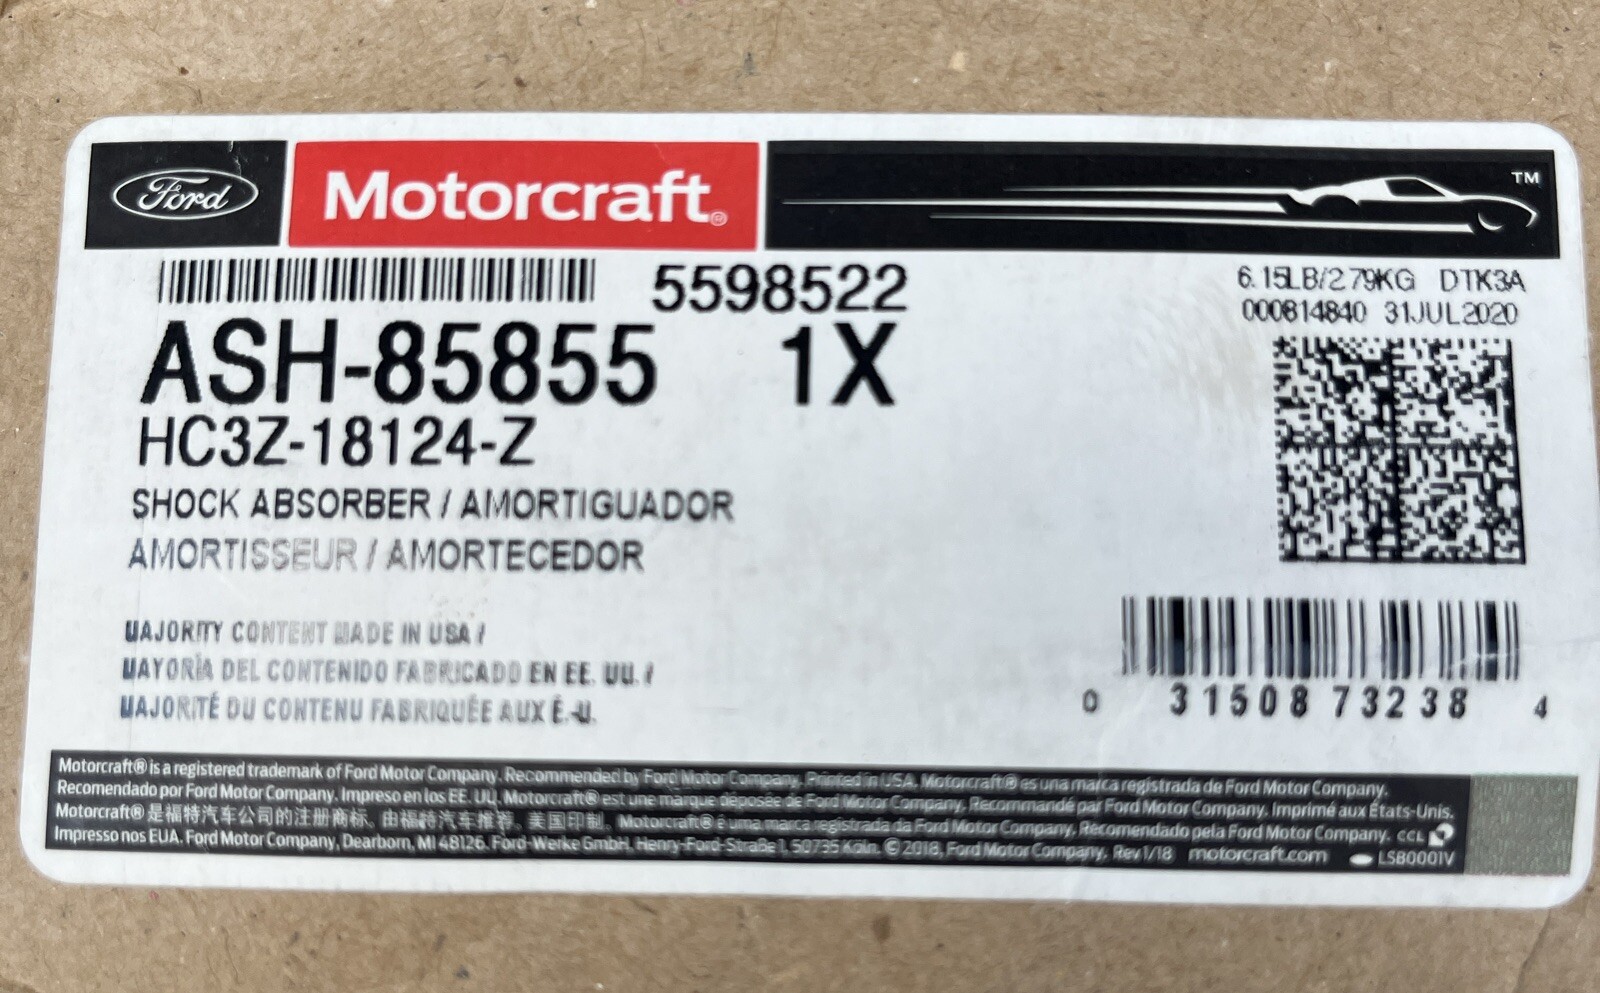 Ford Motorcraft® ™
5598522
6.15LB/2.79KG DTK3A
000814840 31JUL2020
ASH-85855 1X
HC3Z-18124-Z
SHOCK ABSORBER / AMORTIGUADOR
AMORTISSEUR / AMORTECEDOR
MAJORITY CONTENT MADE IN USA /
MAYORÍA DEL CONTENIDO FABRICADO EN EE. UU. /
MAJORITÉ DU CONTENU FABRIQUÉE AUX É.-U.
0 31508 73238 4
Motorcraft® is a registered trademark of Ford Motor Company. Recommended by Ford Motor Company. Printed in USA. Motorcraft® es una marca registrada de Ford Motor Company.
Recomendado por Ford Motor Company. Impreso en los EE. UU. Motorcraft® est une marque déposée de Ford Motor Company. Recommandé par Ford Motor Company. Imprimé aux États-Unis.
Motorcraft® 是福特汽车公司的注册商标。由福特汽车推荐。美国印制。 Motorcraft® é uma marca registrada da Ford Motor Company. Recomendado pela Ford Motor Company. CCL
Impresso nos EUA. Ford Motor Company, Dearborn, MI 48126. Ford-Werke GmbH, Henry-Ford-Straße 1, 50735 Köln. © 2018, Ford Motor Company. Rev 1/18 motorcraft.com LSB0001V